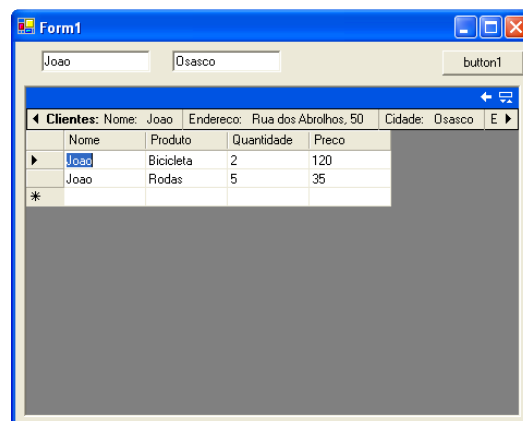 Form1
Joao Osasco button1
Clientes: Nome: Joao Endereco: Rua dos Abrolhos, 50 Cidade: Osasco E
Nome Produto Quantidade Preco
Joao Bicicleta 2 120
Joao Rodas 5 35